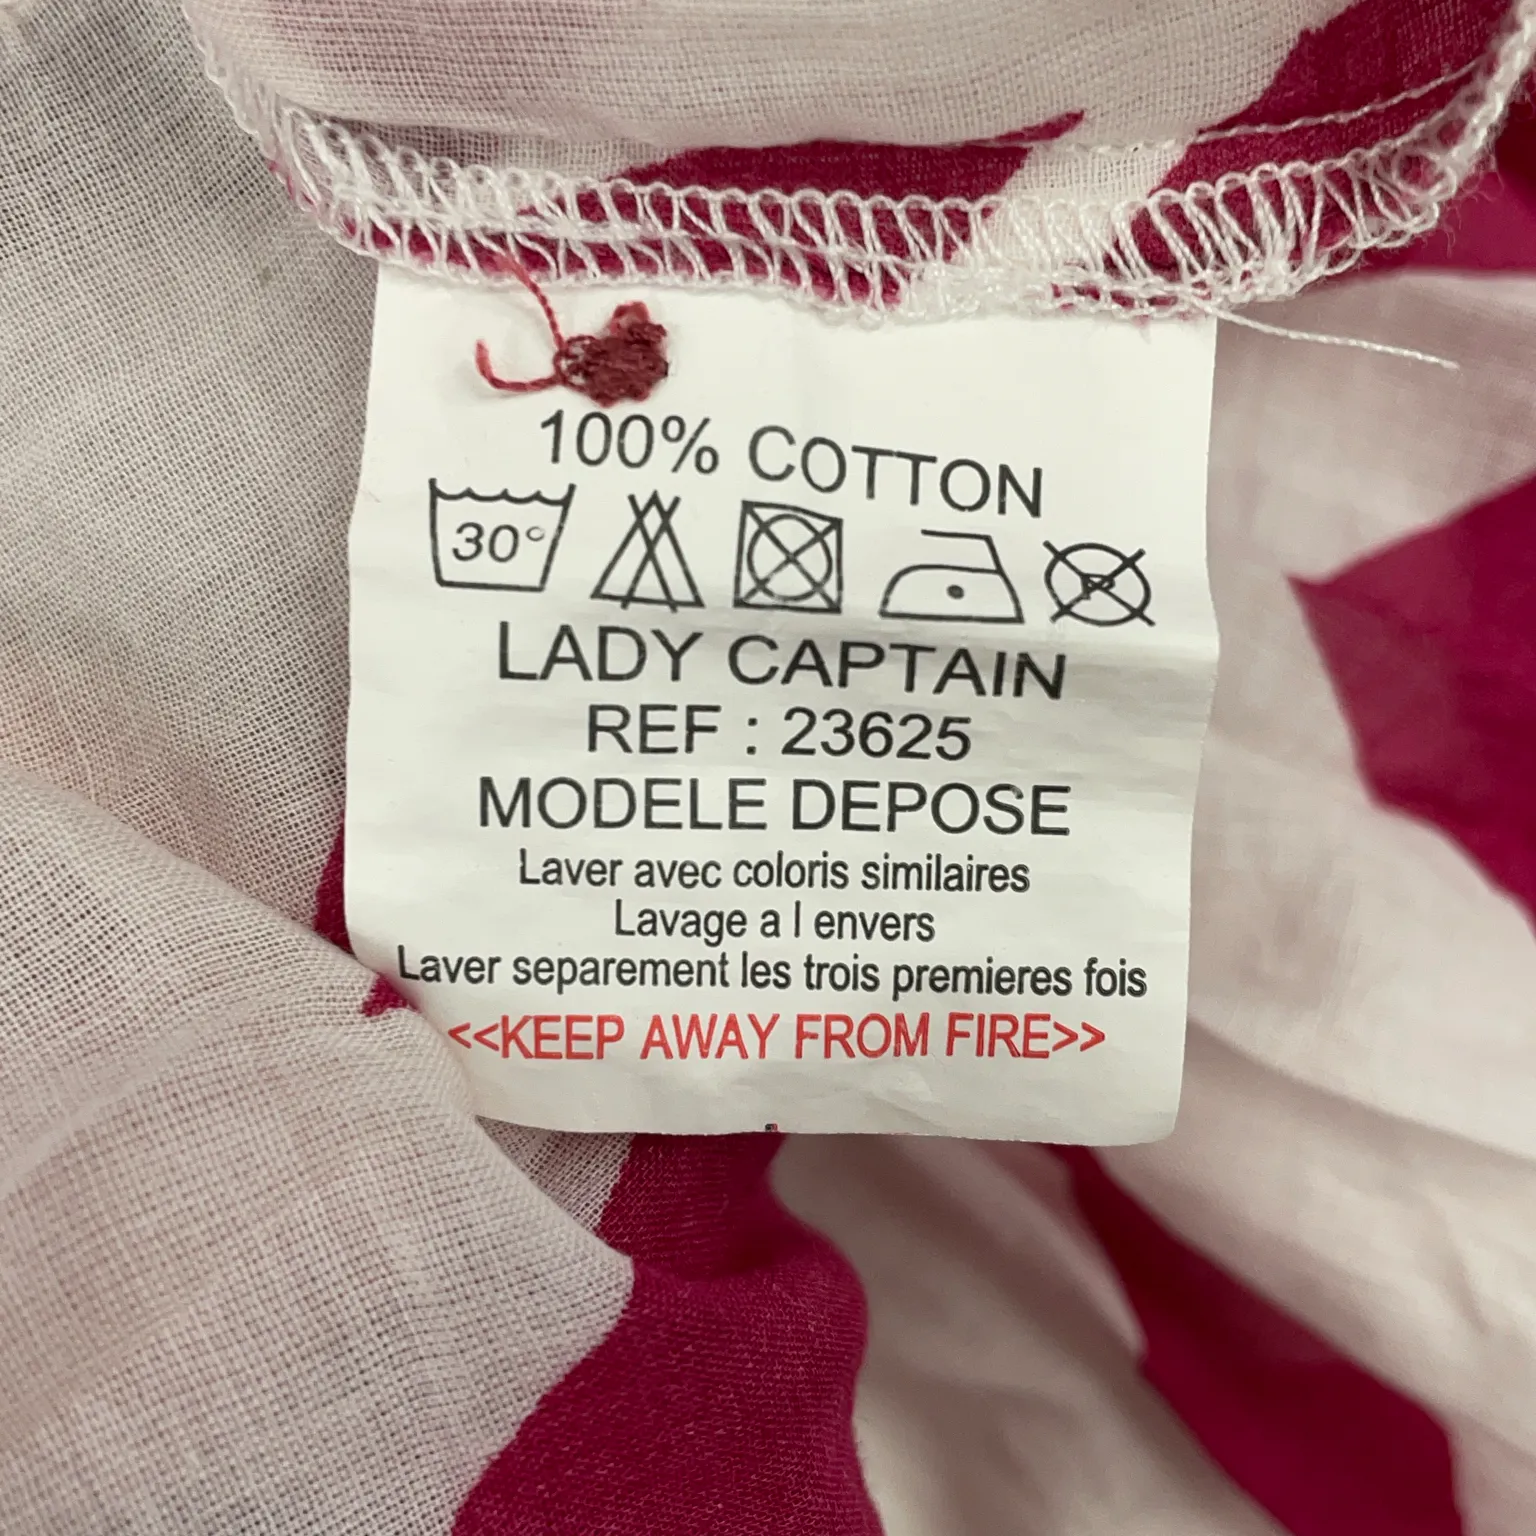 100% COTTON
30°
P
LADY CAPTAIN
REF : 23625
MODELE DEPOSE
Laver avec coloris similaires
Lavage a l envers
Laver separement les trois premieres fois
<<KEEP AWAY FROM FIRE>>